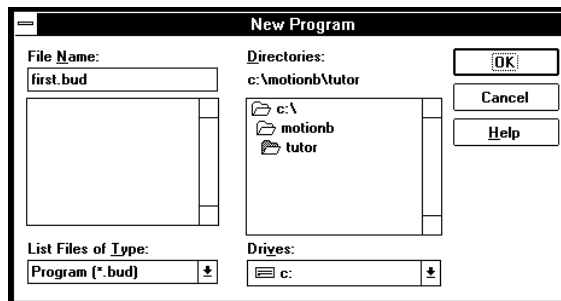 New Program
File Name:
first.bud
List Files of Type:
Program (*.bud)
Directories:
c:\motionb\tutor
c:\
motionb
tutor
Drives:
c:
OK
Cancel
Help